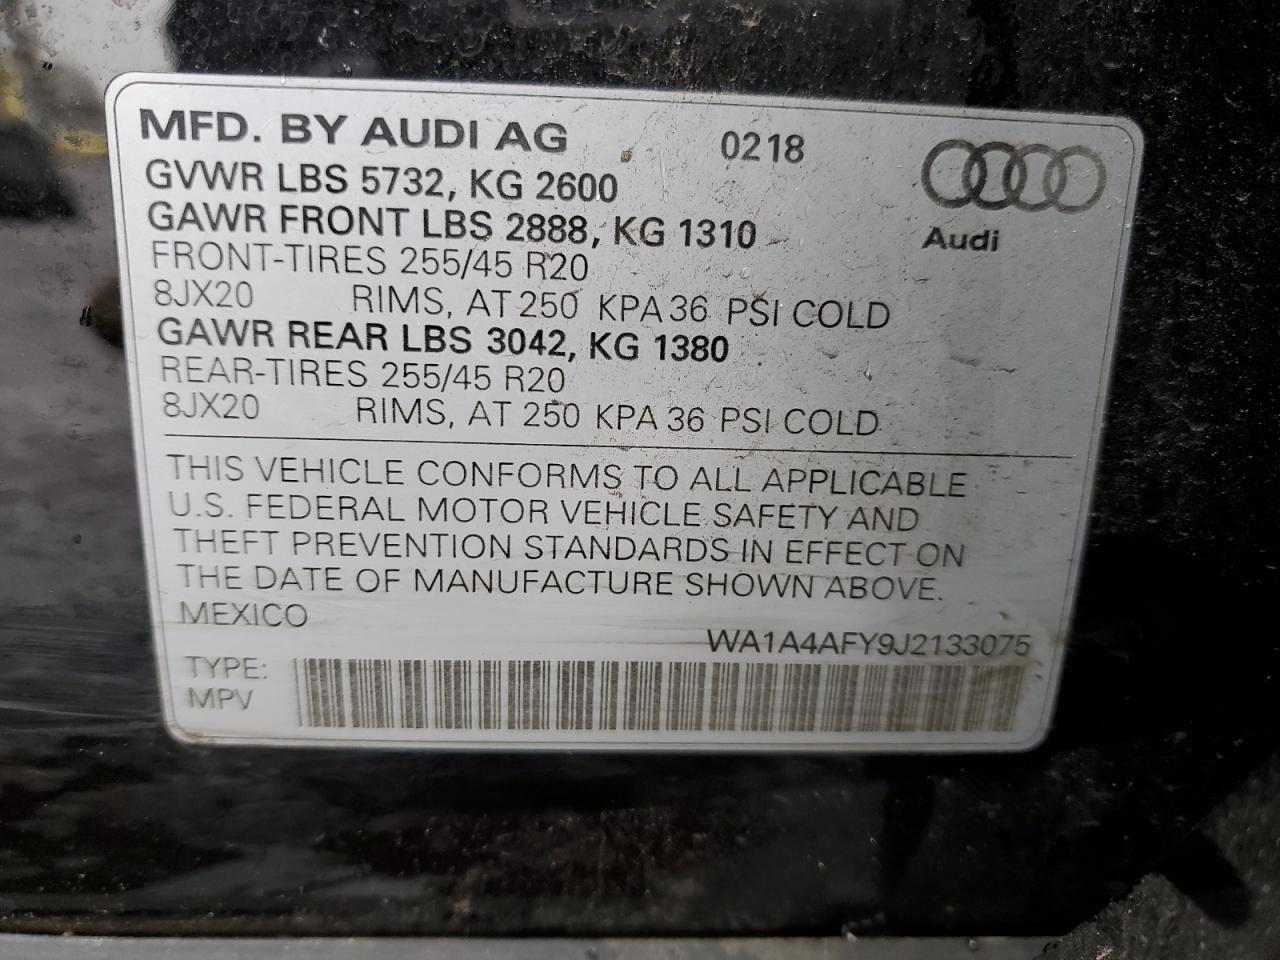 MFD. BY AUDI AG 0218
GVWR LBS 5732, KG 2600
GAWR FRONT LBS 2888, KG 1310
Audi
FRONT-TIRES 255/45 R20
8JX20 RIMS, AT 250 KPA 36 PSI COLD
GAWR REAR LBS 3042, KG 1380
REAR-TIRES 255/45 R20
8JX20 RIMS, AT 250 KPA 36 PSI COLD
THIS VEHICLE CONFORMS TO ALL APPLICABLE
U.S. FEDERAL MOTOR VEHICLE SAFETY AND
THEFT PREVENTION STANDARDS IN EFFECT ON
THE DATE OF MANUFACTURE SHOWN ABOVE.
MEXICO
WA1A4AFY9J2133075
TYPE:
MPV